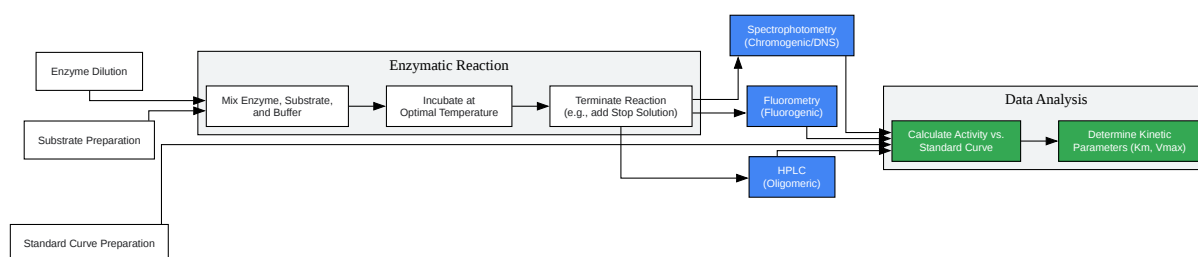 Enzyme Dilution
Substrate Preparation
Standard Curve Preparation
Enzymatic Reaction
Mix Enzyme, Substrate,
and Buffer
Incubate at
Optimal Temperature
Terminate Reaction
(e.g., add Stop Solution)
Spectrophotometry
(Chromogenic/DNS)
Fluorometry
(Fluorogenic)
HPLC
(Oligomeric)
Data Analysis
Calculate Activity vs.
Standard Curve
Determine Kinetic
Parameters (Km, Vmax)